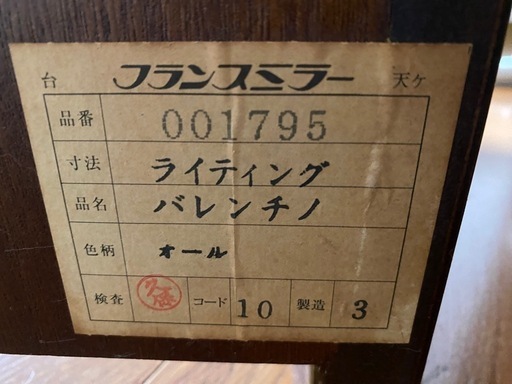 台 フランスミラー 天ケ
品番 001795
寸法 ライティング
品名 バレンチノ
色柄 オール
検査 コード 10 製造 3